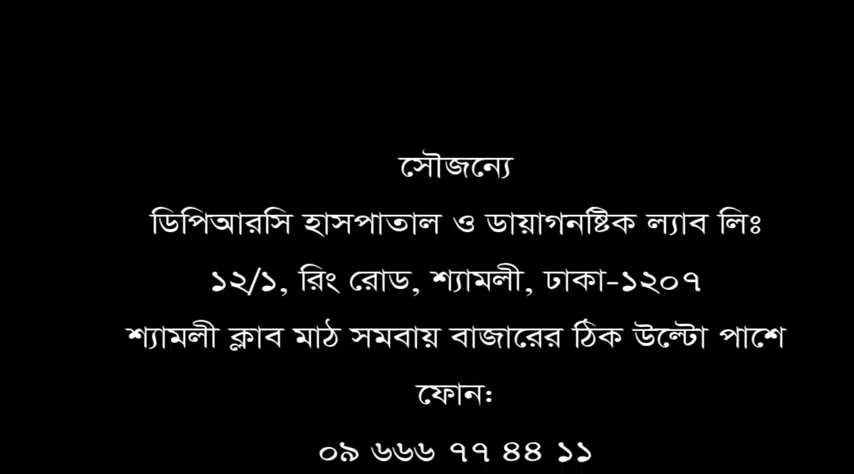 সৌজন্যে
ডিপিআরসি হাসপাতাল ও ডায়াগনষ্টিক ল্যাব লিঃ
১২/১, রিং রোড, শ্যামলী, ঢাকা-১২০৭
শ্যামলী ক্লাব মাঠ সমবায় বাজারের ঠিক উল্টো পাশে
ফোন:
০৯ ৬৬৬ ৭৭ ৪৪ ১১